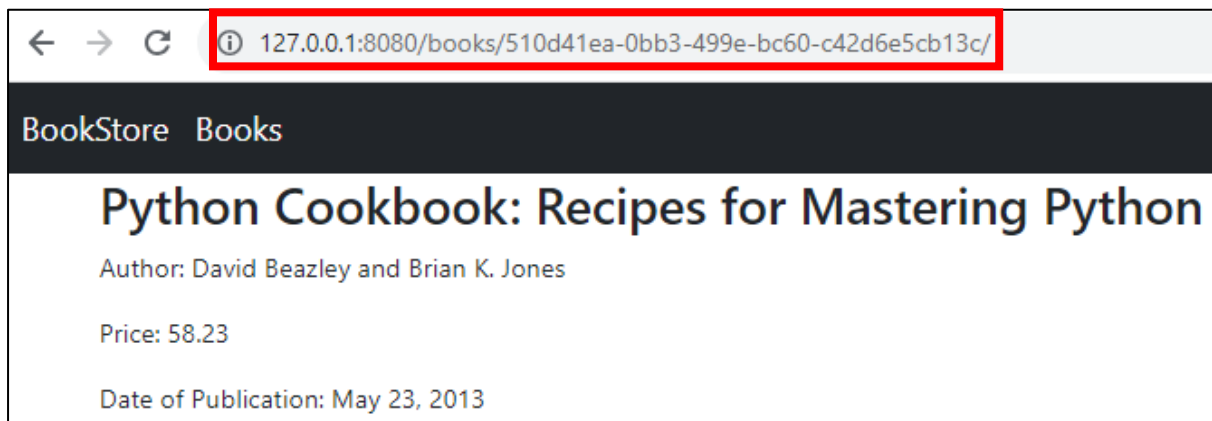 127.0.0.1:8080/books/510d41ea-0bb3-499e-bc60-c42d6e5cb13c/
BookStore Books
Python Cookbook: Recipes for Mastering Python
Author: David Beazley and Brian K. Jones
Price: 58.23
Date of Publication: May 23, 2013